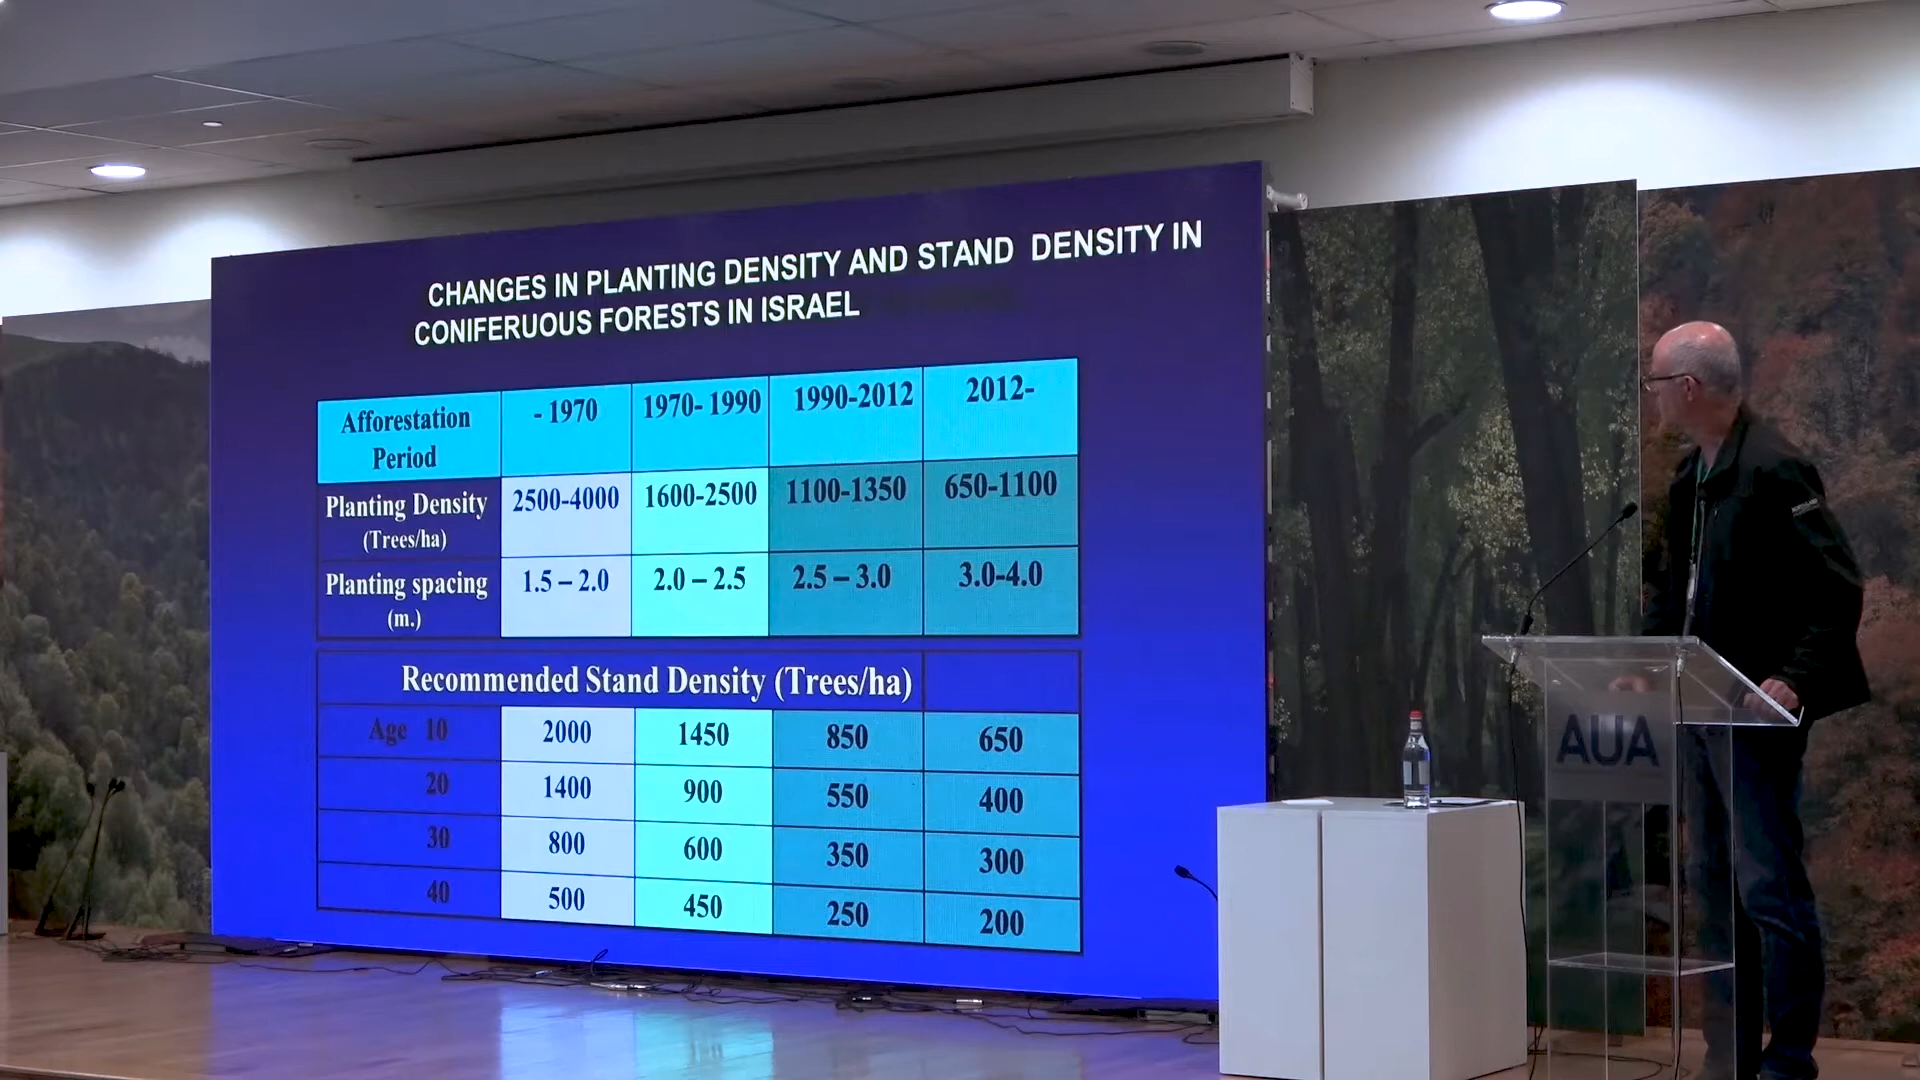 CHANGES IN PLANTING DENSITY AND STAND DENSITY IN
CONIFERUOUS FORESTS IN ISRAEL
Afforestation Period - 1970 1970- 1990 1990-2012 2012-
Planting Density (Trees/ha) 2500-4000 1600-2500 1100-1350 650-1100
Planting spacing (m.) 1.5 – 2.0 2.0 – 2.5 2.5 – 3.0 3.0-4.0
Recommended Stand Density (Trees/ha)
Age 10 2000 1450 850 650
20 1400 900 550 400
30 800 600 350 300
40 500 450 250 200
AUA